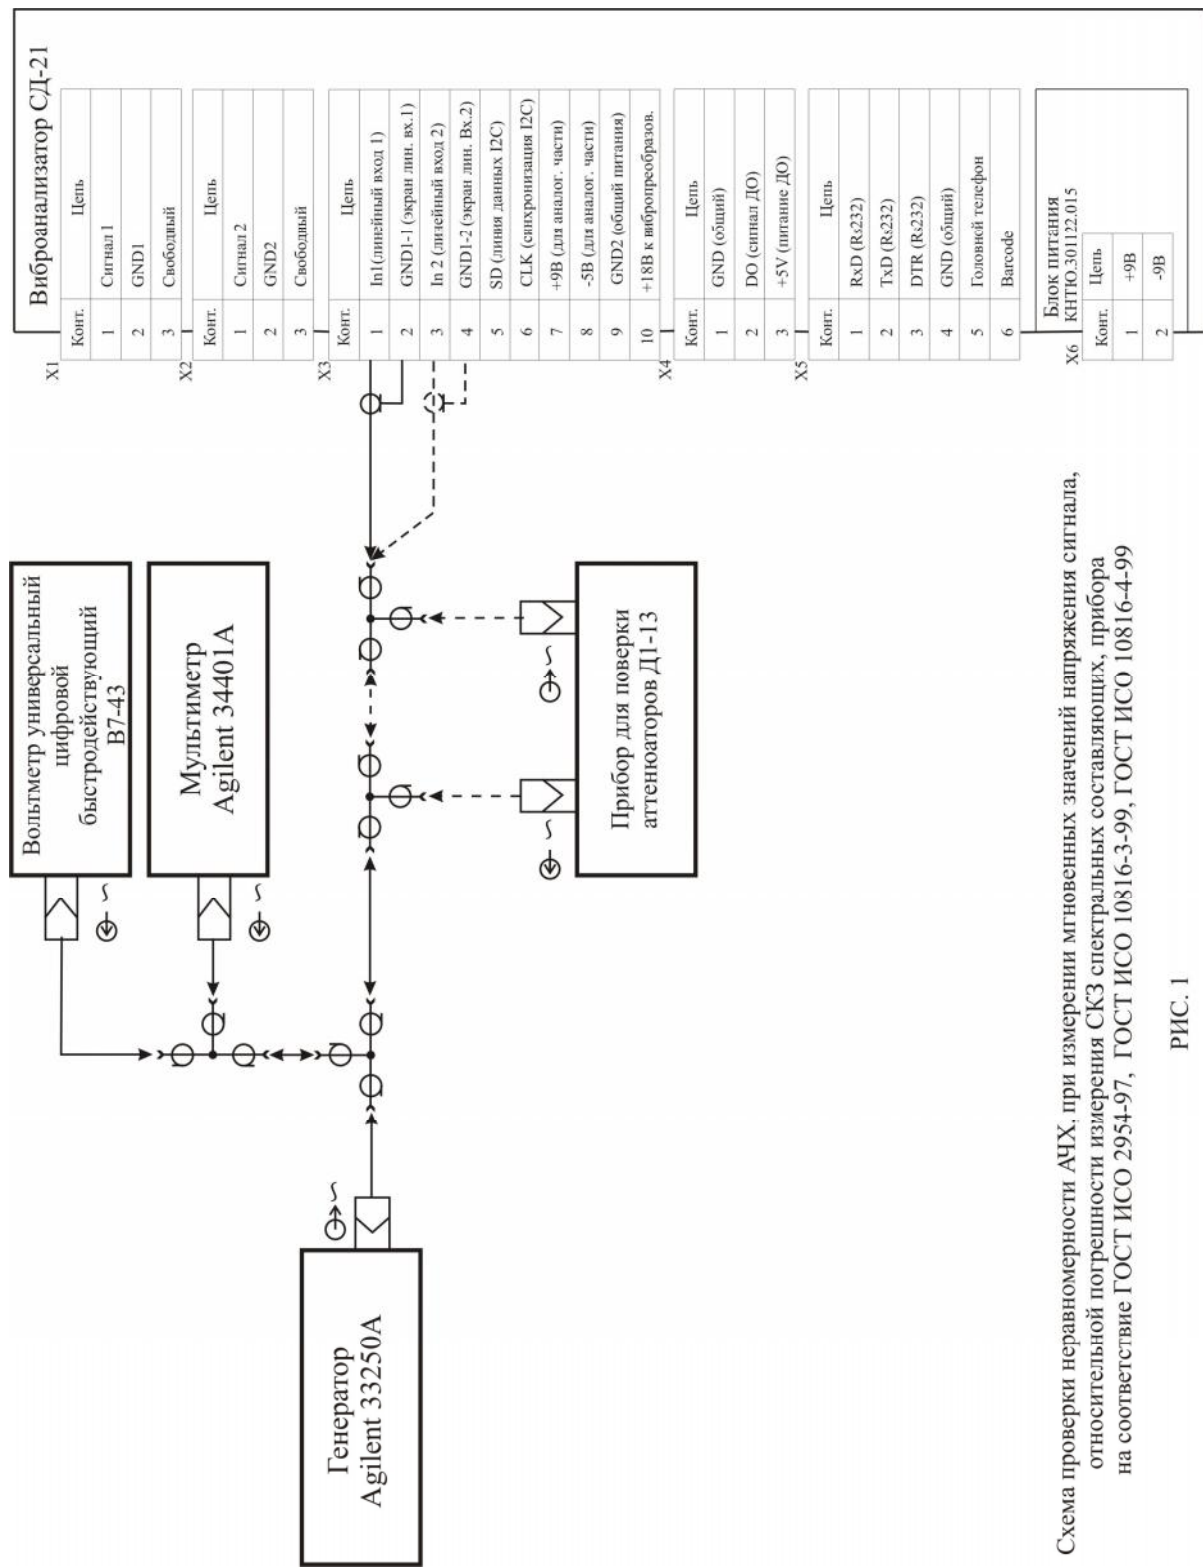 Виброанализатор СД-21
X1
Конт. Цепь
1 Сигнал 1
2 GND1
3 Свободный
X2
Конт. Цепь
1 Сигнал 2
2 GND2
3 Свободный
X3
Конт. Цепь
1 In1(линейный вход 1)
2 GND1-1 (экран лин. вх.1)
3 In 2 (лизейный вход 2)
4 GND1-2 (экран лин. Вх.2)
5 SD (линия данных I2C)
6 CLK (синхронизация I2C)
7 +9В (для аналог. части)
8 -5В (для аналог. части)
9 GND2 (общий питания)
10 +18В к вибропреобразов.
X4
Конт. Цепь
1 GND (общий)
2 DO (сигнал ДО)
3 +5V (питание ДО)
X5
Конт. Цепь
1 RxD (Rs232)
2 TxD (Rs232)
3 DTR (Rs232)
4 GND (общий)
5 Головной телефон
6 Barcode
Блок питания
КНТЮ.301122.015
X6
Конт. Цепь
1 +9В
2 -9В
Вольтметр универсальный
цифровой
быстродействующий
В7-43
Мультиметр
Agilent 34401A
Генератор
Agilent 33250A
Прибор для поверки
аттенюаторов Д1-13
Схема проверки неравномерности АЧХ, при измерении мгновенных значений напряжения сигнала,
относительной погрешности измерения СКЗ спектральных составляющих, прибора
на соответствие ГОСТ ИСО 2954-97, ГОСТ ИСО 10816-3-99, ГОСТ ИСО 10816-4-99
РИС. 1